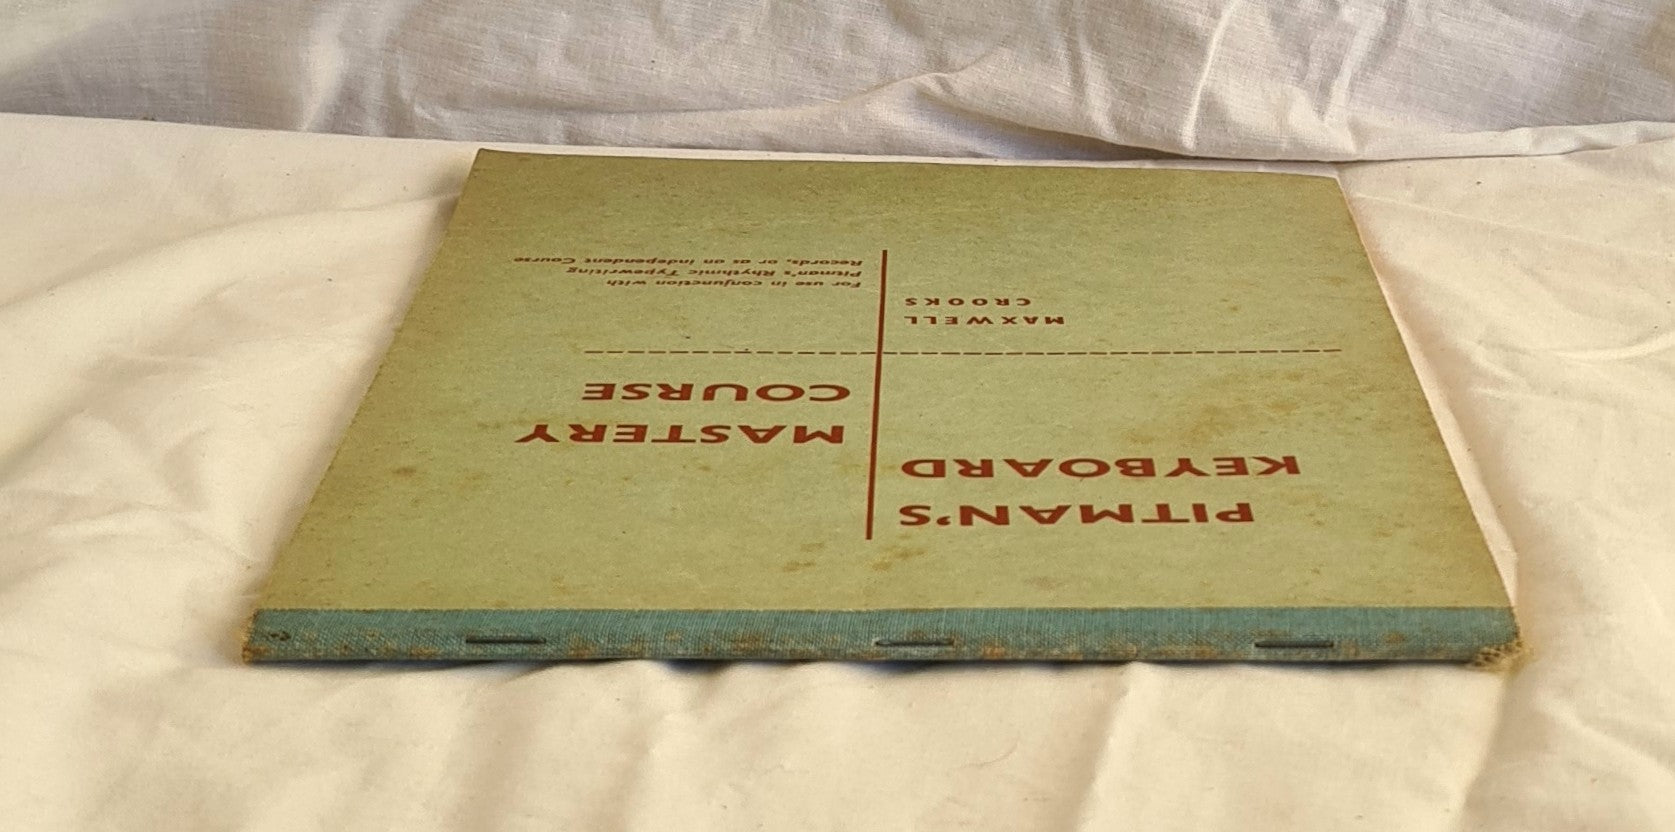 PITMAN'S
KEYBOARD
MASTERY
COURSE
MAXWELL
CROOKS
For use in conjunction with
Pitman's Rhythmic Typewriting
Records, or as an independent Course